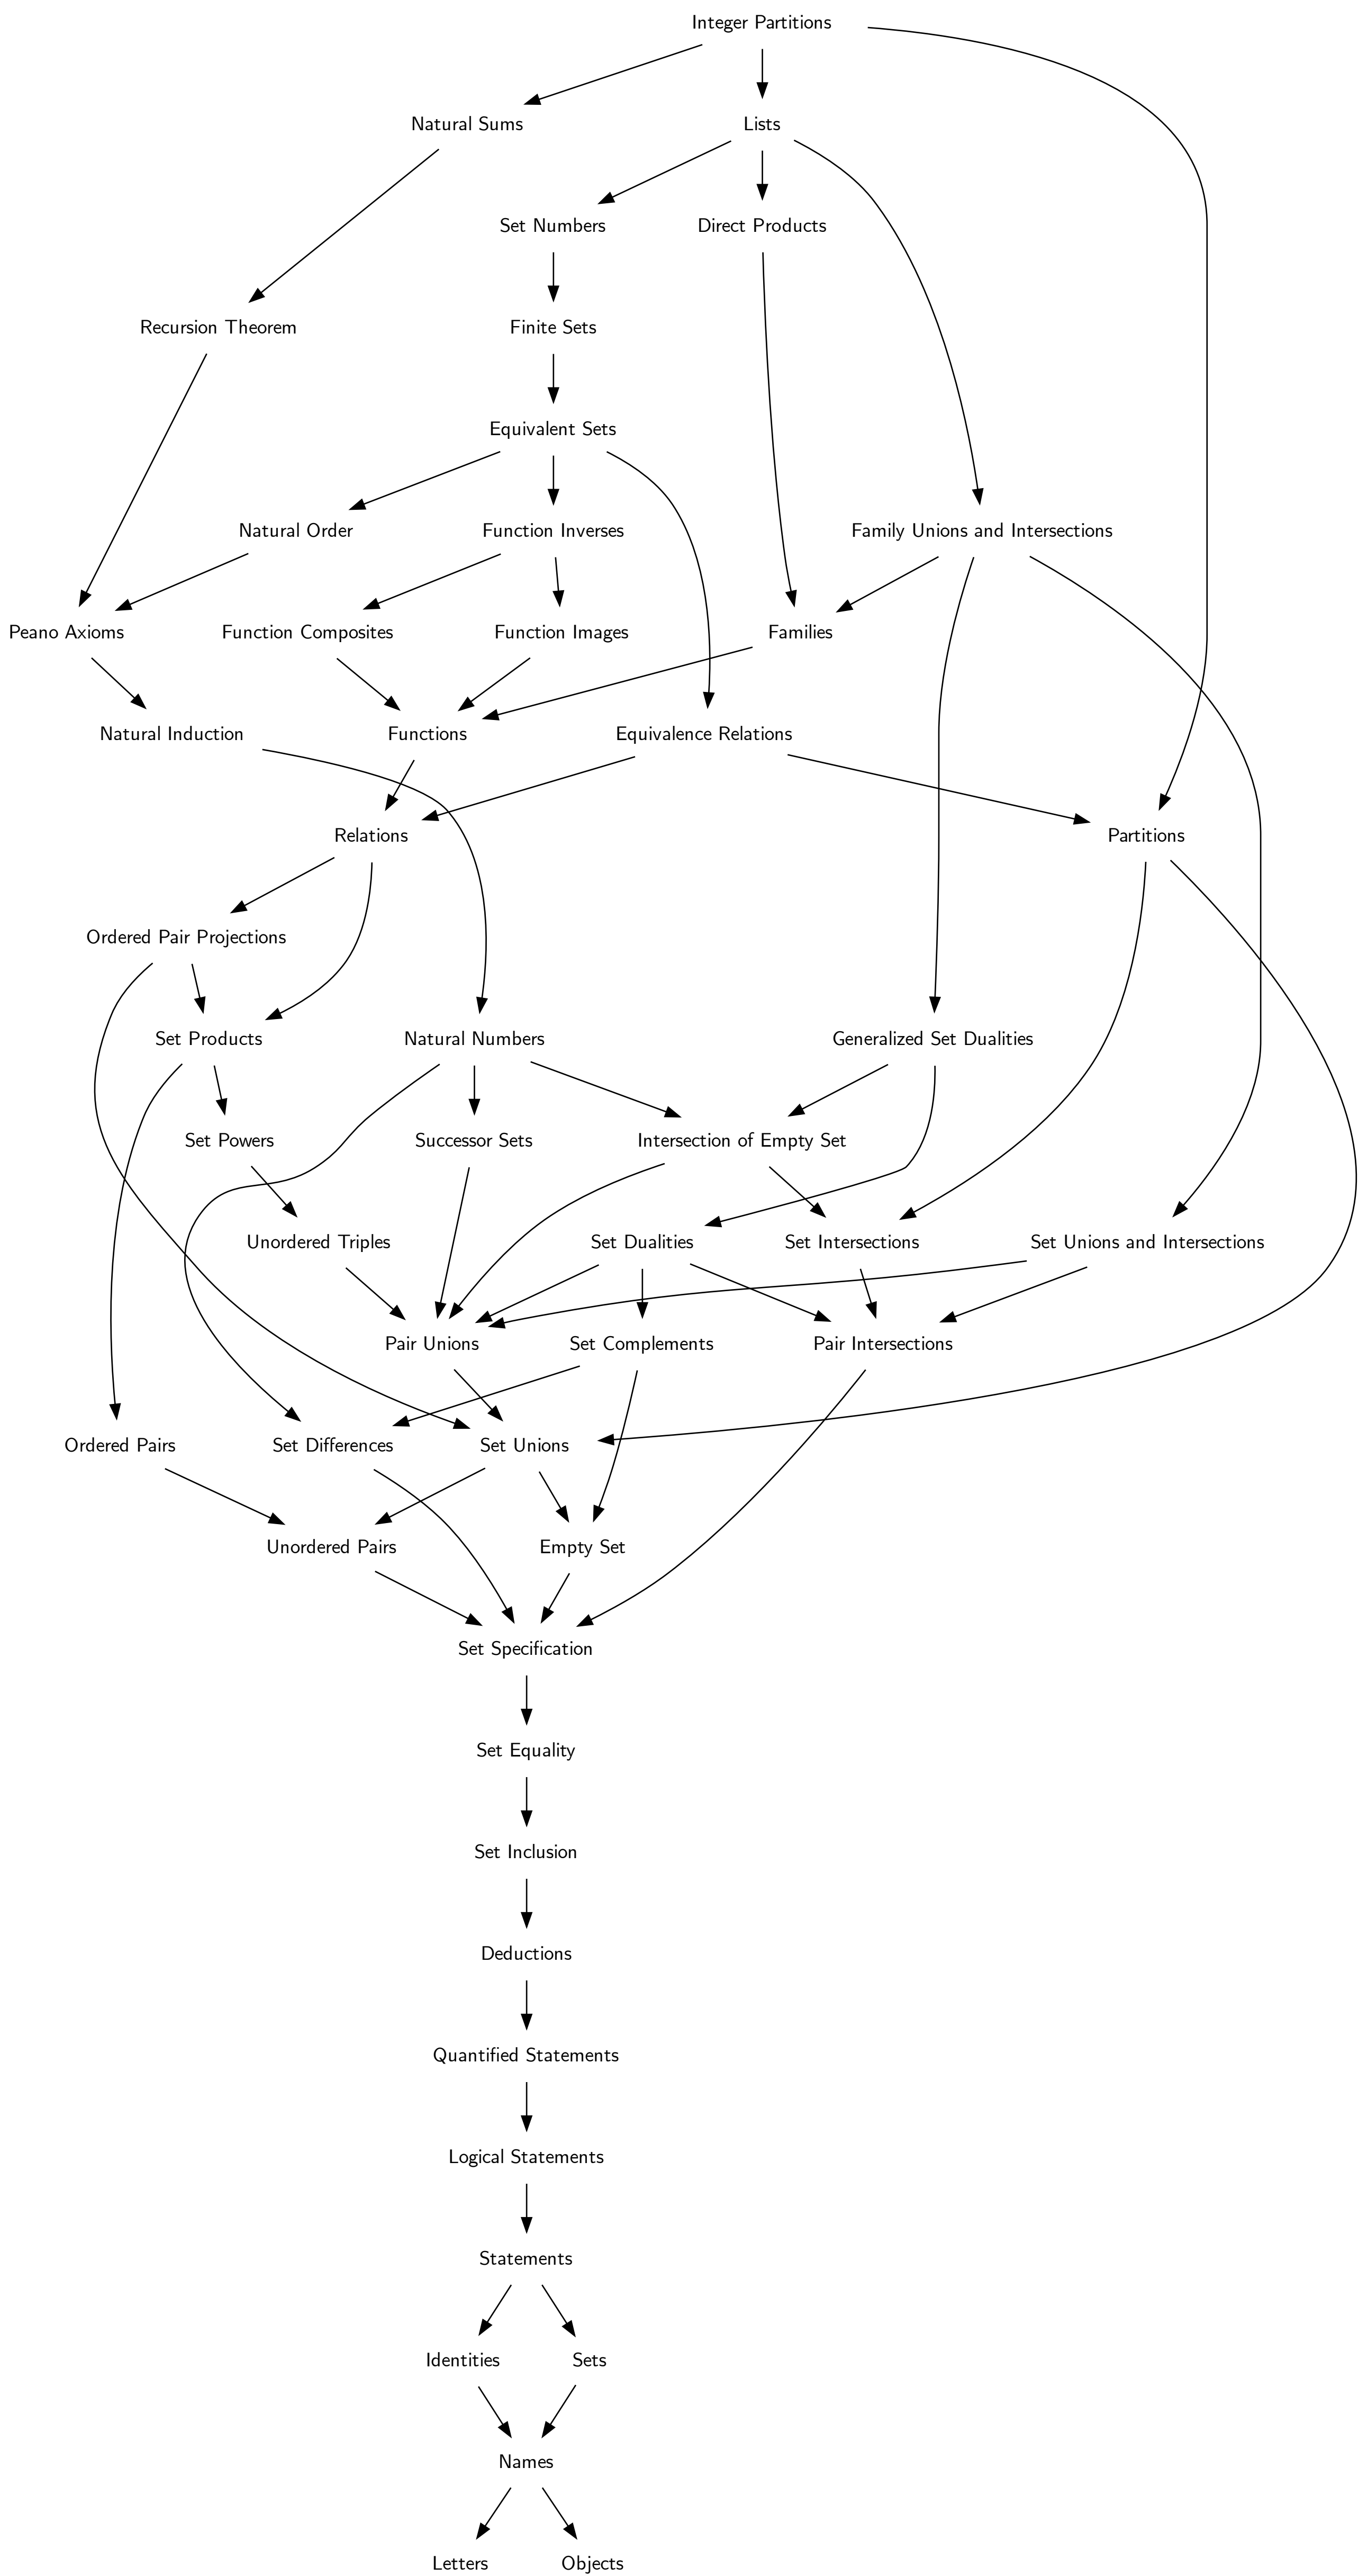 Integer Partitions
Natural Sums
Lists
Set Numbers
Direct Products
Recursion Theorem
Finite Sets
Equivalent Sets
Natural Order
Function Inverses
Family Unions and Intersections
Peano Axioms
Function Composites
Function Images
Families
Natural Induction
Functions
Equivalence Relations
Relations
Partitions
Ordered Pair Projections
Set Products
Natural Numbers
Generalized Set Dualities
Set Powers
Successor Sets
Intersection of Empty Set
Unordered Triples
Set Dualities
Set Intersections
Set Unions and Intersections
Pair Unions
Set Complements
Pair Intersections
Ordered Pairs
Set Differences
Set Unions
Unordered Pairs
Empty Set
Set Specification
Set Equality
Set Inclusion
Deductions
Quantified Statements
Logical Statements
Statements
Identities
Sets
Names
Letters
Objects